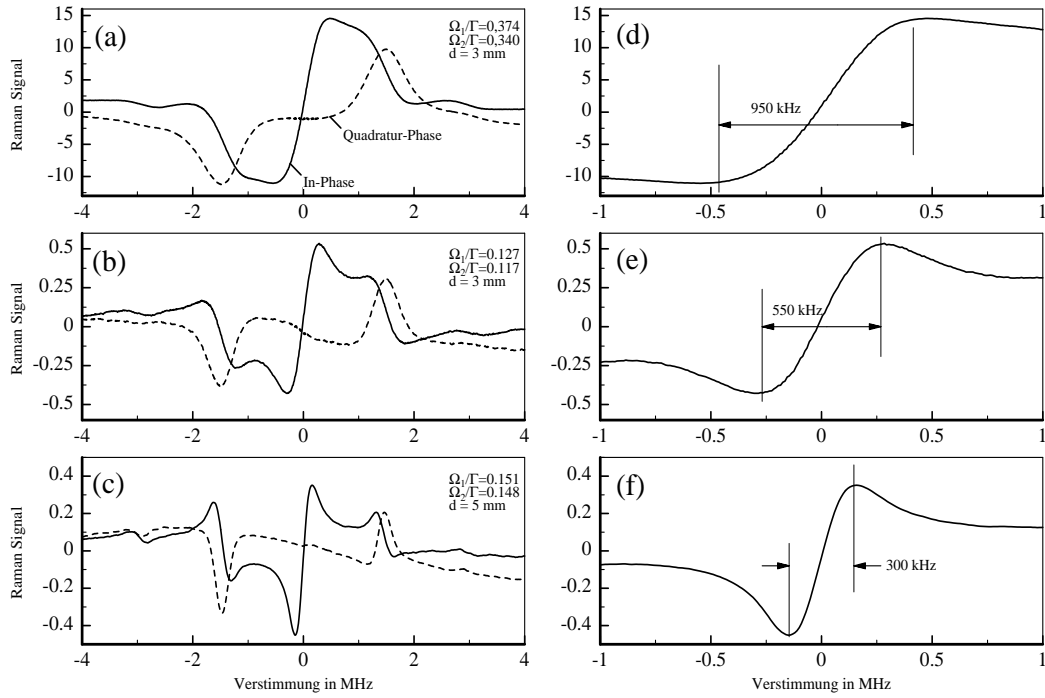 (a)
Ω1/Γ=0,374
Ω2/Γ=0,340
d = 3 mm
Quadratur-Phase
In-Phase
Raman Signal
15
10
5
0
-5
-10
-4
-2
0
2
4
(d)
950 kHz
15
10
5
0
-5
-10
-1
-0.5
0
0.5
1
(b)
Ω1/Γ=0.127
Ω2/Γ=0.117
d = 3 mm
Raman Signal
0.5
0.25
0
-0.25
-0.5
-4
-2
0
2
4
(e)
550 kHz
0.5
0.25
0
-0.25
-0.5
-1
-0.5
0
0.5
1
(c)
Ω1/Γ=0.151
Ω2/Γ=0.148
d = 5 mm
Raman Signal
0.4
0.2
0
-0.2
-0.4
-4
-2
0
2
4
Verstimmung in MHz
(f)
300 kHz
0.4
0.2
0
-0.2
-0.4
-1
-0.5
0
0.5
1
Verstimmung in MHz